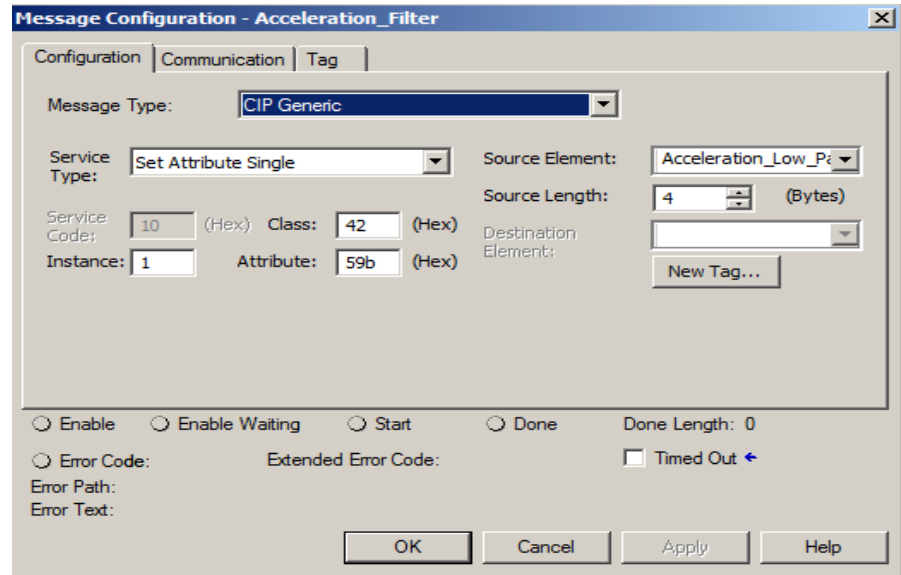 Message Configuration - Acceleration_Filter
Configuration Communication Tag
Message Type: CIP Generic
Service Type: Set Attribute Single
Source Element: Acceleration_Low_Pa
Source Length: 4 (Bytes)
Service Code: 10 (Hex) Class: 42 (Hex)
Destination Element:
Instance: 1 Attribute: 59b (Hex)
New Tag...
Enable Enable Waiting Start Done Done Length: 0
Error Code: Extended Error Code: Timed Out
Error Path:
Error Text:
OK Cancel Apply Help